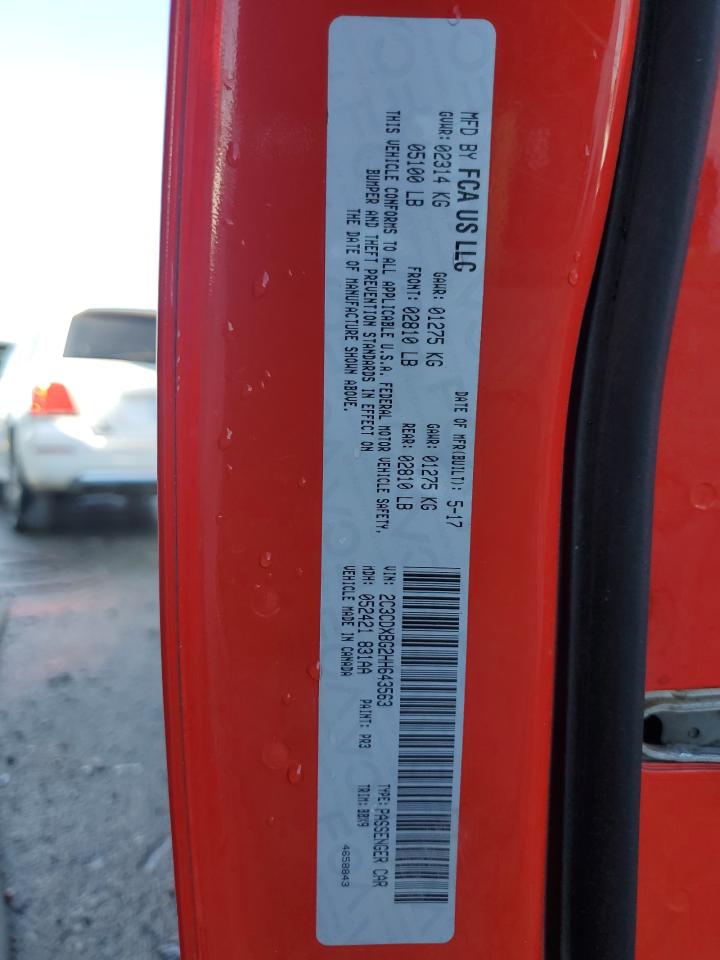 MFD BY FCA US LLC
DATE OF MFR(BUILT): 5-17
GVWR: 02314 KG GAWR: 01275 KG GAWR: 01275 KG
05100 LB FRONT: 02810 LB REAR: 02810 LB
THIS VEHICLE CONFORMS TO ALL APPLICABLE U.S.A. FEDERAL MOTOR VEHICLE SAFETY,
BUMPER AND THEFT PREVENTION STANDARDS IN EFFECT ON
THE DATE OF MANUFACTURE SHOWN ABOVE.
VIN: 2C3CDXBG2HH643563 TYPE: PASSENGER CAR
MDH: 052421 831AA PAINT: PR3 TRIM: BBX9
VEHICLE MADE IN CANADA 4658843